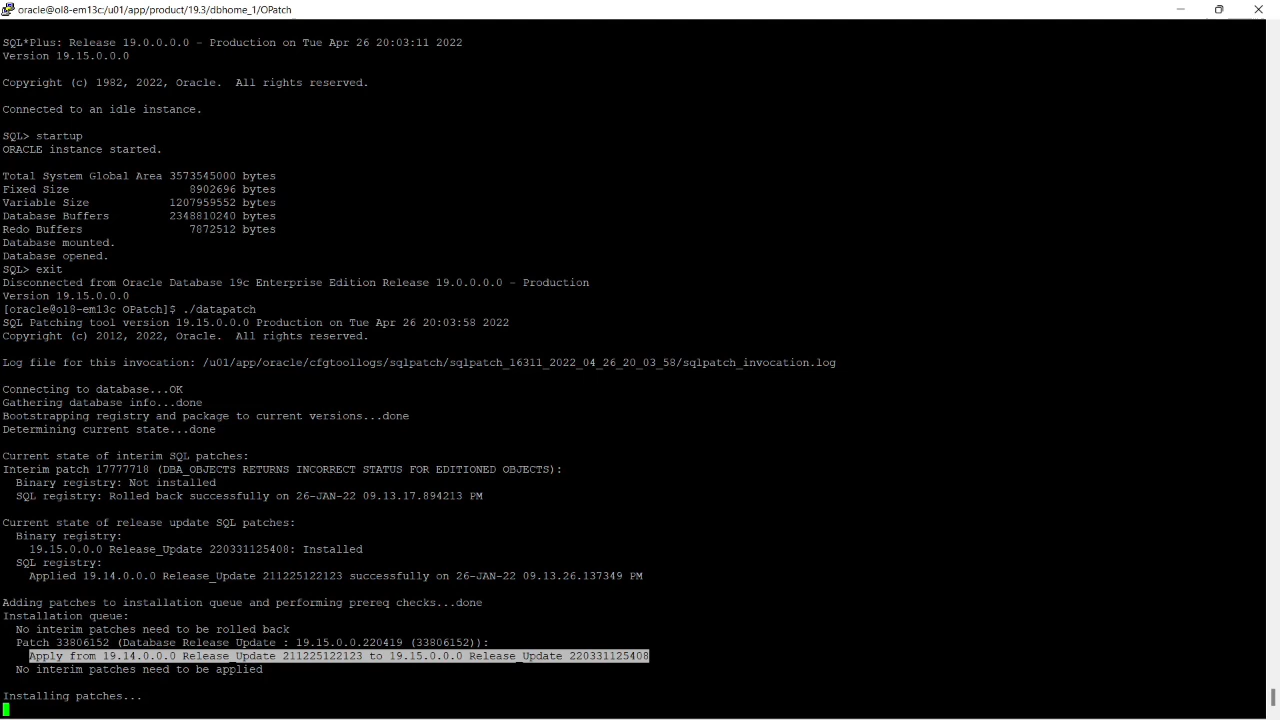 oracle@ol8-em13c:/u01/app/product/19.3/dbhome_1/OPatch
SQL*Plus: Release 19.0.0.0.0 - Production on Tue Apr 26 20:03:11 2022
Version 19.15.0.0.0
Copyright (c) 1982, 2022, Oracle.  All rights reserved.
Connected to an idle instance.
SQL> startup
ORACLE instance started.
Total System Global Area 3573545000 bytes
Fixed Size                  8902696 bytes
Variable Size            1207959552 bytes
Database Buffers         2348810240 bytes
Redo Buffers                7872512 bytes
Database mounted.
Database opened.
SQL> exit
Disconnected from Oracle Database 19c Enterprise Edition Release 19.0.0.0.0 - Production
Version 19.15.0.0.0
[oracle@ol8-em13c OPatch]$ ./datapatch
SQL Patching tool version 19.15.0.0.0 Production on Tue Apr 26 20:03:58 2022
Copyright (c) 2012, 2022, Oracle.  All rights reserved.
Log file for this invocation: /u01/app/oracle/cfgtoollogs/sqlpatch/sqlpatch_16311_2022_04_26_20_03_58/sqlpatch_invocation.log
Connecting to database...OK
Gathering database info...done
Bootstrapping registry and package to current versions...done
Determining current state...done
Current state of interim SQL patches:
Interim patch 17777718 (DBA_OBJECTS RETURNS INCORRECT STATUS FOR EDITIONED OBJECTS):
  Binary registry: Not installed
  SQL registry: Rolled back successfully on 26-JAN-22 09.13.17.894213 PM
Current state of release update SQL patches:
  Binary registry:
    19.15.0.0.0 Release_Update 220331125408: Installed
  SQL registry:
    Applied 19.14.0.0.0 Release_Update 211225122123 successfully on 26-JAN-22 09.13.26.137349 PM
Adding patches to installation queue and performing prereq checks...done
Installation queue:
  No interim patches need to be rolled back
  Patch 33806152 (Database Release Update : 19.15.0.0.220419 (33806152)):
    Apply from 19.14.0.0.0 Release_Update 211225122123 to 19.15.0.0.0 Release_Update 220331125408
  No interim patches need to be applied
Installing patches...